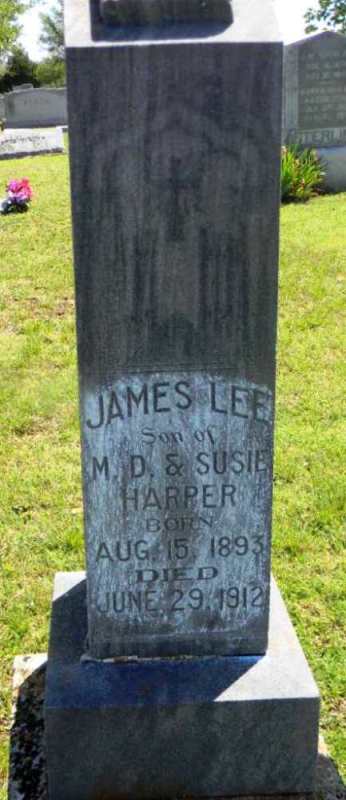 JAMES LEE
Son of
M. D. & SUSIE
HARPER
BORN
AUG. 15, 1893
DIED
JUNE 29, 1912